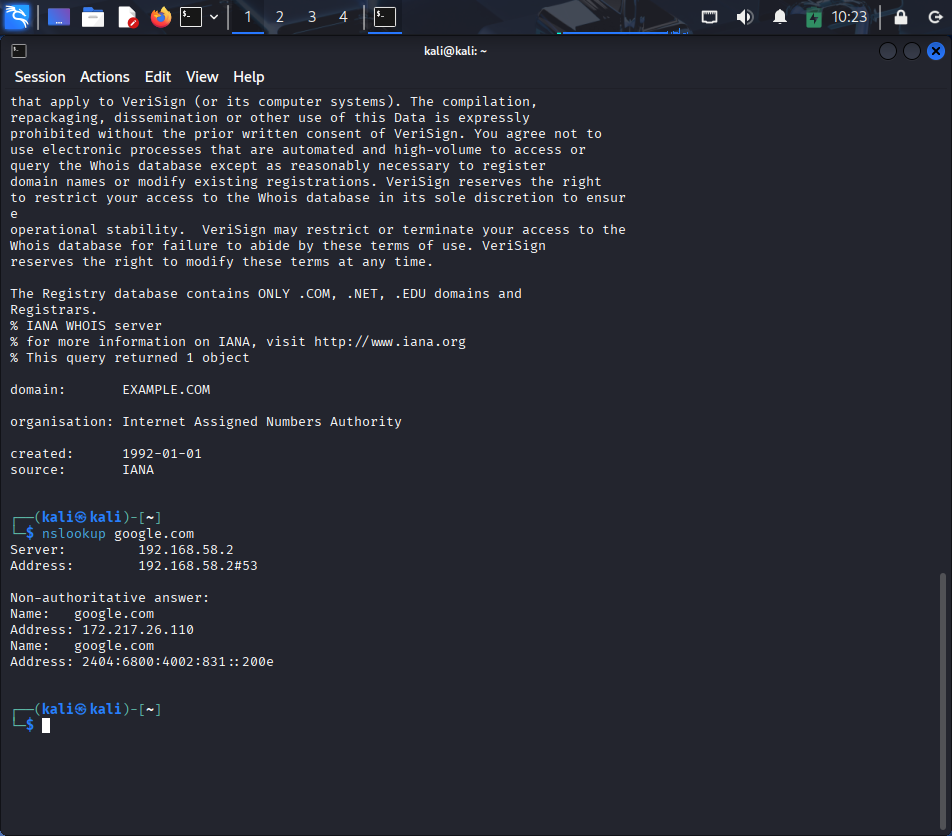 1 2 3 4 10:23
kali@kali: ~
Session Actions Edit View Help
that apply to VeriSign (or its computer systems). The compilation,
repackaging, dissemination or other use of this Data is expressly
prohibited without the prior written consent of VeriSign. You agree not to
use electronic processes that are automated and high-volume to access or
query the Whois database except as reasonably necessary to register
domain names or modify existing registrations. VeriSign reserves the right
to restrict your access to the Whois database in its sole discretion to ensur
e
operational stability.  VeriSign may restrict or terminate your access to the
Whois database for failure to abide by these terms of use. VeriSign
reserves the right to modify these terms at any time.

The Registry database contains ONLY .COM, .NET, .EDU domains and
Registrars.
% IANA WHOIS server
% for more information on IANA, visit http://www.iana.org
% This query returned 1 object

domain:       EXAMPLE.COM

organisation: Internet Assigned Numbers Authority

created:      1992-01-01
source:       IANA

┌──(kali㉿kali)-[~]
└─$ nslookup google.com
Server:         192.168.58.2
Address:        192.168.58.2#53

Non-authoritative answer:
Name:   google.com
Address: 172.217.26.110
Name:   google.com
Address: 2404:6800:4002:831::200e

┌──(kali㉿kali)-[~]
└─$